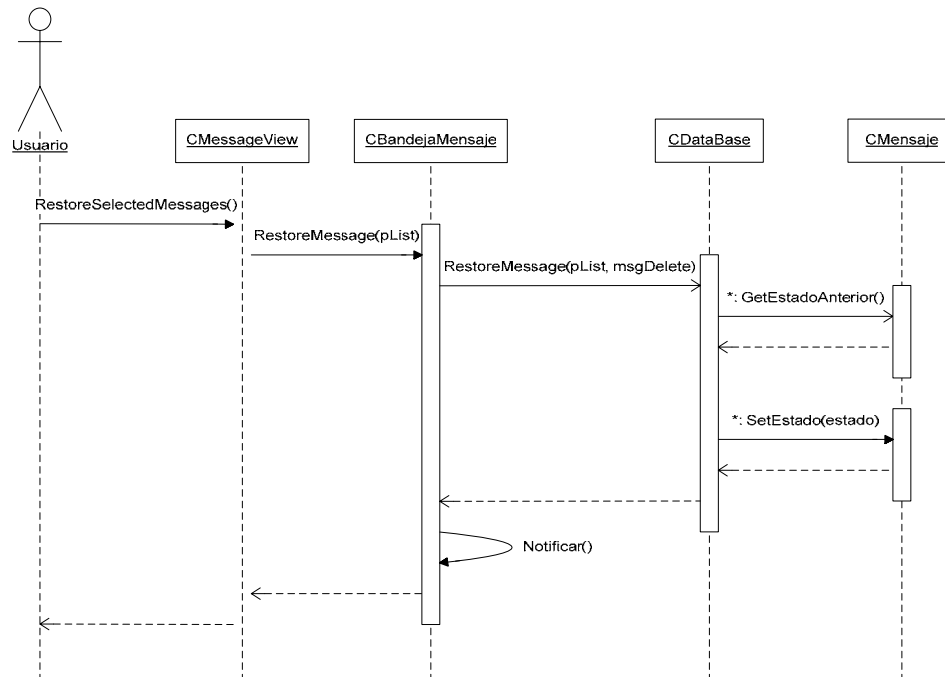 Usuario
CMessageView
CBandejaMensaje
CDataBase
CMensaje
RestoreSelectedMessages()
RestoreMessage(pList)
RestoreMessage(pList, msgDelete)
*: GetEstadoAnterior()
*: SetEstado(estado)
Notificar()